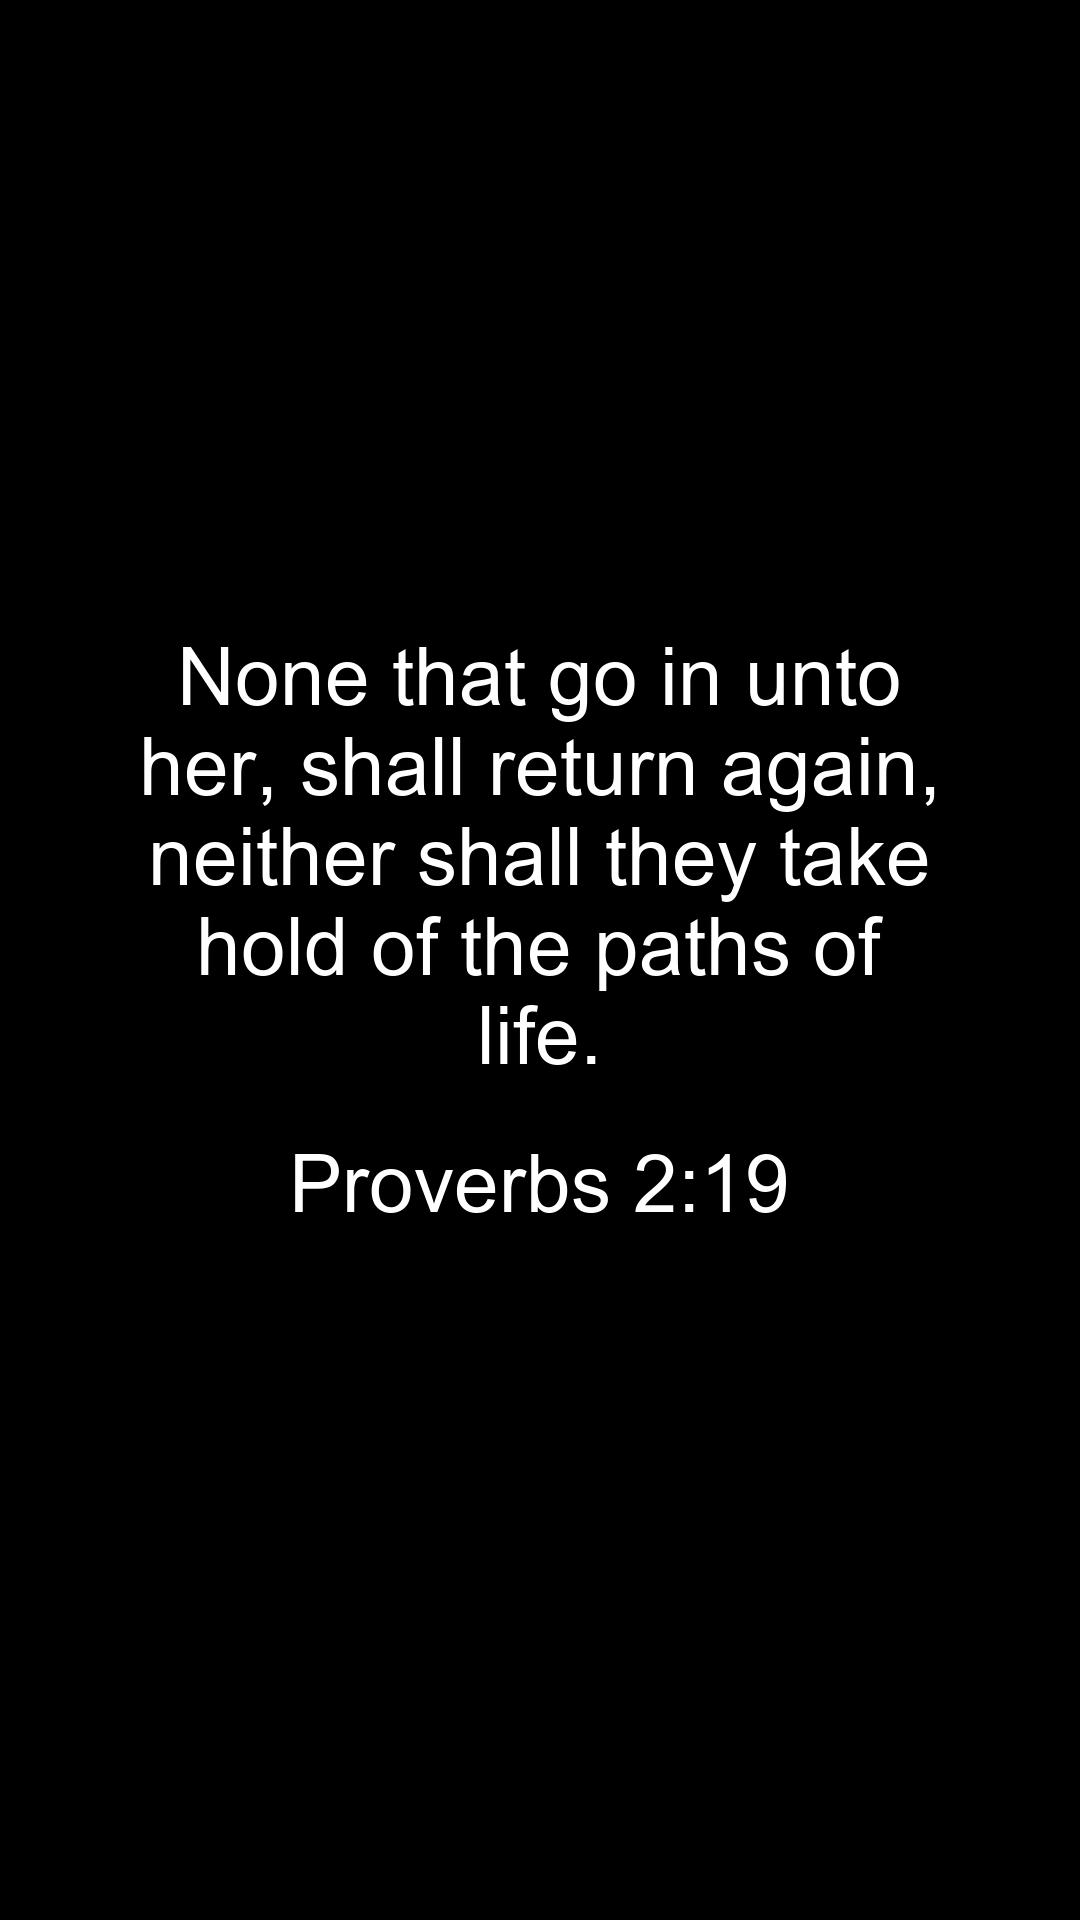 None that go in unto
her, shall return again,
neither shall they take
hold of the paths of
life.
Proverbs 2:19